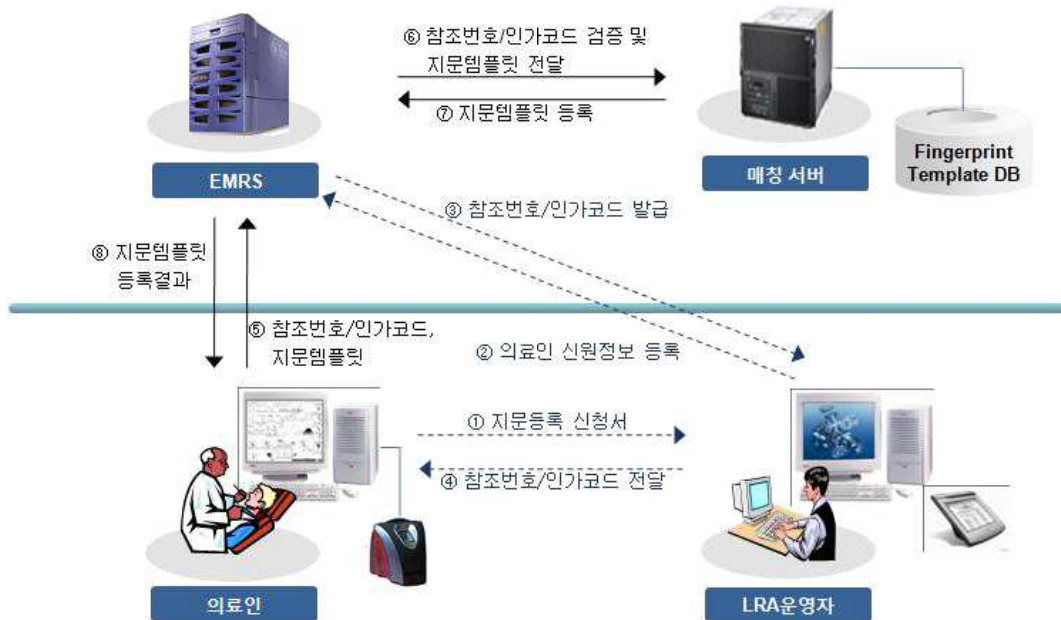 ⑥ 참조번호/인가코드 검증 및
지문템플릿 전달
⑦ 지문템플릿 등록
EMRS
매칭 서버
Fingerprint
Template DB
③ 참조번호/인가코드 발급
⑧ 지문템플릿
등록결과
⑤ 참조번호/인가코드,
지문템플릿
② 의료인 신원정보 등록
① 지문등록 신청서
④ 참조번호/인가코드 전달
의료인
LRA운영자